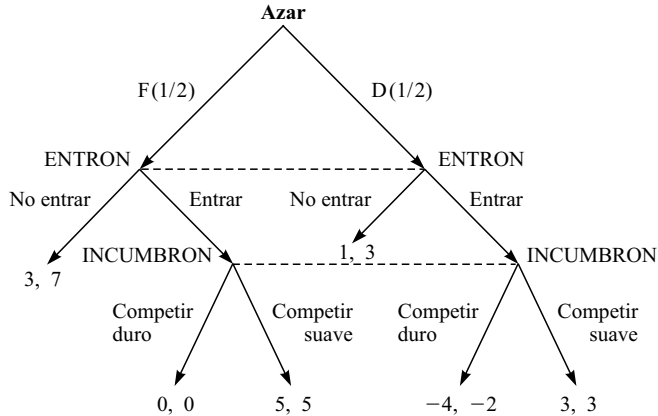 Azar
F(1/2)
D(1/2)
ENTRON
ENTRON
No entrar
Entrar
No entrar
Entrar
INCUMBRON
1, 3
INCUMBRON
3, 7
Competir
duro
Competir
suave
Competir
duro
Competir
suave
0, 0
5, 5
−4, −2
3, 3